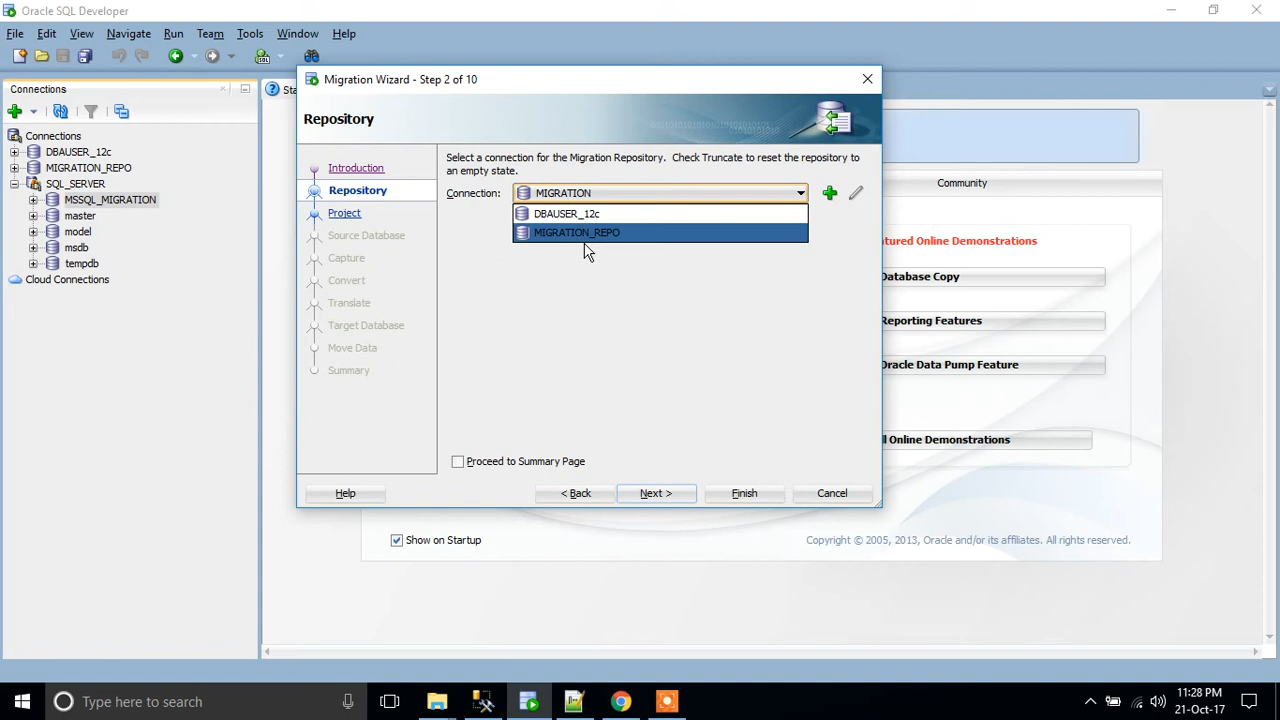 Oracle SQL Developer
File Edit View Navigate Run Team Tools Window Help
Connections
Connections
DBAUSER_12c
MIGRATION_REPO
SQL_SERVER
MSSQL_MIGRATION
master
model
msdb
tempdb
Cloud Connections
Sta
Migration Wizard - Step 2 of 10
Repository
Introduction
Repository
Project
Source Database
Capture
Convert
Translate
Target Database
Move Data
Summary
Select a connection for the Migration Repository. Check Truncate to reset the repository to
an empty state.
Connection: MIGRATION
DBAUSER_12c
MIGRATION_REPO
Proceed to Summary Page
Help < Back Next > Finish Cancel
Community
atured Online Demonstrations
Database Copy
Reporting Features
Oracle Data Pump Feature
ll Online Demonstrations
Show on Startup
Copyright © 2005, 2013, Oracle and/or its affiliates. All rights reserved.
Type here to search
11:28 PM
21-Oct-17